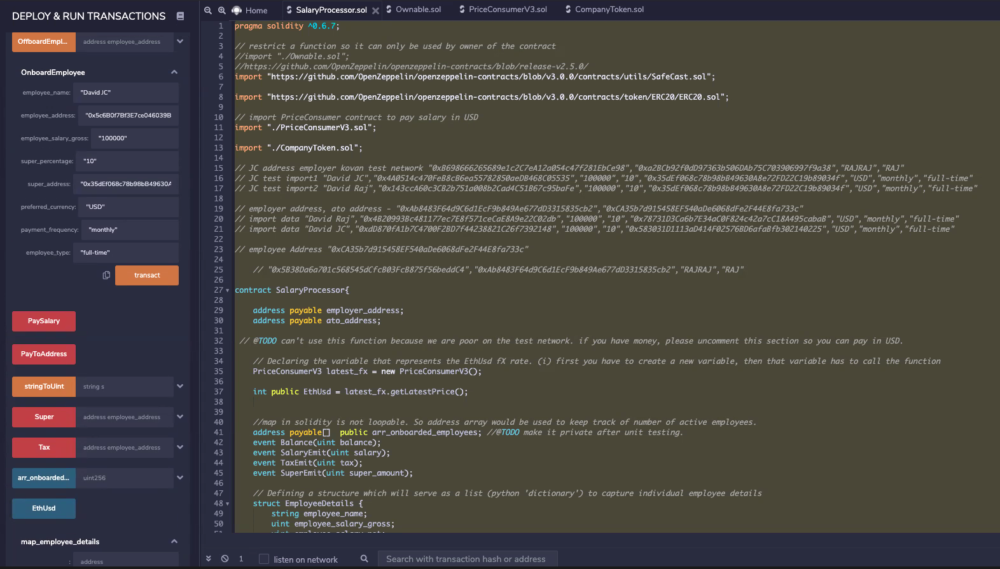 DEPLOY & RUN TRANSACTIONS
OffboardEmpl... address employee_address
OnboardEmployee
employee_name: "David JC"
employee_address: "0x5c6B0f7Bf3E7ce046039B
employee_salary_gross: "100000"
super_percentage: "10"
super_address: "0x35dEf068c78b98bB49630A
preferred_currency: "USD"
payment_frequency: "monthly"
employee_type: "full-time"
transact
PaySalary
PayToAddress
stringToUint string s
Super address employee_address
Tax address employee_address
arr_onboarded... uint256
EthUsd
map_employee_details
: address
Home SalaryProcessor.sol Ownable.sol PriceConsumerV3.sol CompanyToken.sol
1 pragma solidity ^0.6.7;
2
3 // restrict a function so it can only be used by owner of the contract
4 //import "./Ownable.sol";
5 //https://github.com/OpenZeppelin/openzeppelin-contracts/blob/release-v2.5.0/
6 import "https://github.com/OpenZeppelin/openzeppelin-contracts/blob/v3.0.0/contracts/utils/SafeCast.sol";
7
8 import "https://github.com/OpenZeppelin/openzeppelin-contracts/blob/v3.0.0/contracts/token/ERC20/ERC20.sol";
9
10 // import PriceConsumer contract to pay salary in USD
11 import "./PriceConsumerV3.sol";
12
13 import "./CompanyToken.sol";
14
15 // JC address employer kovan test network "0xB698666265689e1c2C7eA12a054c47f281EbCe98","0xa2BCb92f0dD97363b506DAb75C703906997f9a38","RAJRAJ","RAJ"
16 // JC test import1 "David JC","0x4A0514c470FeB8cB6ea55782850aeDB468C05535","100000","10","0x35dEf068c78b98bB49630A8e72FD22C19b89034f","USD","monthly","full-time"
17 // JC test import2 "David Raj","0x143ccA60c3CB2b751a008b2Cad4C51B67c95baFe","100000","10","0x35dEf068c78b98bB49630A8e72FD22C19b89034f","USD","monthly","full-time"
18
19 // employer address, ato address - "0xAb8483F64d9C6d1EcF9b849Ae677dD3315835cb2","0xCA35b7d915458EF540aDe6068dFe2F44E8fa733c"
20 // import data "David Raj","0x4B20993Bc481177ec7E8f571ceCaE8A9e22C02db","100000","10","0x78731D3Ca6b7E34aC0F824c42a7cC18A495cabaB","USD","monthly","full-time"
21 // import data "David JC","0xdD870fA1b7C4700F2BD7f44238821C26f7392148","100000","10","0x583031D1113aD414F02576BD6afaBfb302140225","USD","monthly","full-time"
22
23 // employee Address "0xCA35b7d915458EF540aDe6068dFe2F44E8fa733c"
24
25 // "0x5B38Da6a701c568545dCfcB03FcB875f56beddC4","0xAb8483F64d9C6d1EcF9b849Ae677dD3315835cb2","RAJRAJ","RAJ"
26
27 contract SalaryProcessor{
28
29 address payable employer_address;
30 address payable ato_address;
31
32 // @TODO can't use this function because we are poor on the test network. if you have money, please uncomment this section so you can pay in USD.
33
34 // Declaring the variable that represents the EthUsd fX rate. (i) first you have to create a new variable, then that variable has to call the function
35 PriceConsumerV3 latest_fx = new PriceConsumerV3();
36
37 int public EthUsd = latest_fx.getLatestPrice();
38
39
40 //map in solidity is not loopable. So address array would be used to keep track of number of active employees.
41 address payable[] public arr_onboarded_employees; //@TODO make it private after unit testing.
42 event Balance(uint balance);
43 event SalaryEmit(uint salary);
44 event TaxEmit(uint tax);
45 event SuperEmit(uint super_amount);
46
47 // Defining a structure which will serve as a list (python 'dictionary') to capture individual employee details
48 struct EmployeeDetails {
49 string employee_name;
50 uint employee_salary_gross;
1 listen on network Search with transaction hash or address